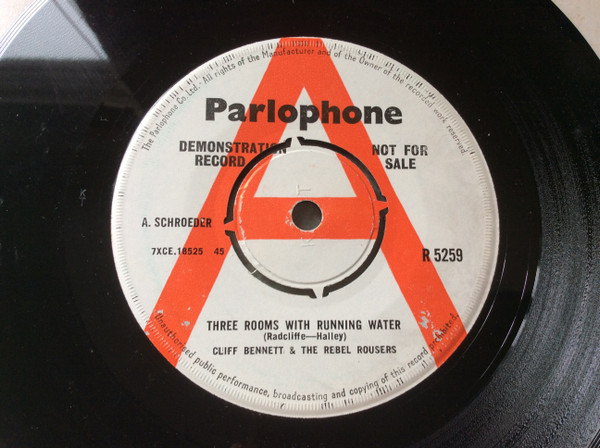 The Parlophone Co. Ltd. All rights of the Manufacturer and of the Owner of the recorded work reserved.
Parlophone
DEMONSTRATION RECORD
NOT FOR SALE
A
A. SCHROEDER
7XCE.18525 45
R 5259
THREE ROOMS WITH RUNNING WATER
(Radcliffe—Halley)
CLIFF BENNETT & THE REBEL ROUSERS
Unauthorised public performance, broadcasting and copying of this record prohibited.